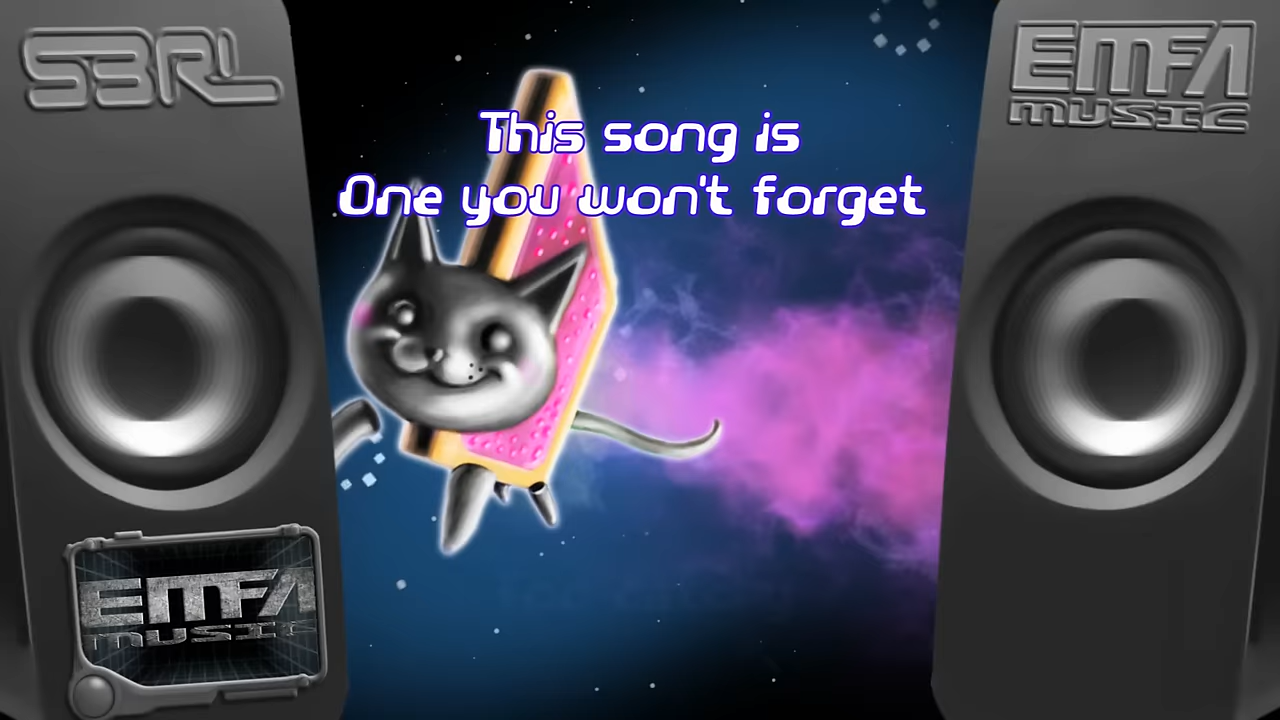 S3RL
EMFA
MUSIC
This song is
One you won't forget
EMFA
MUSIC